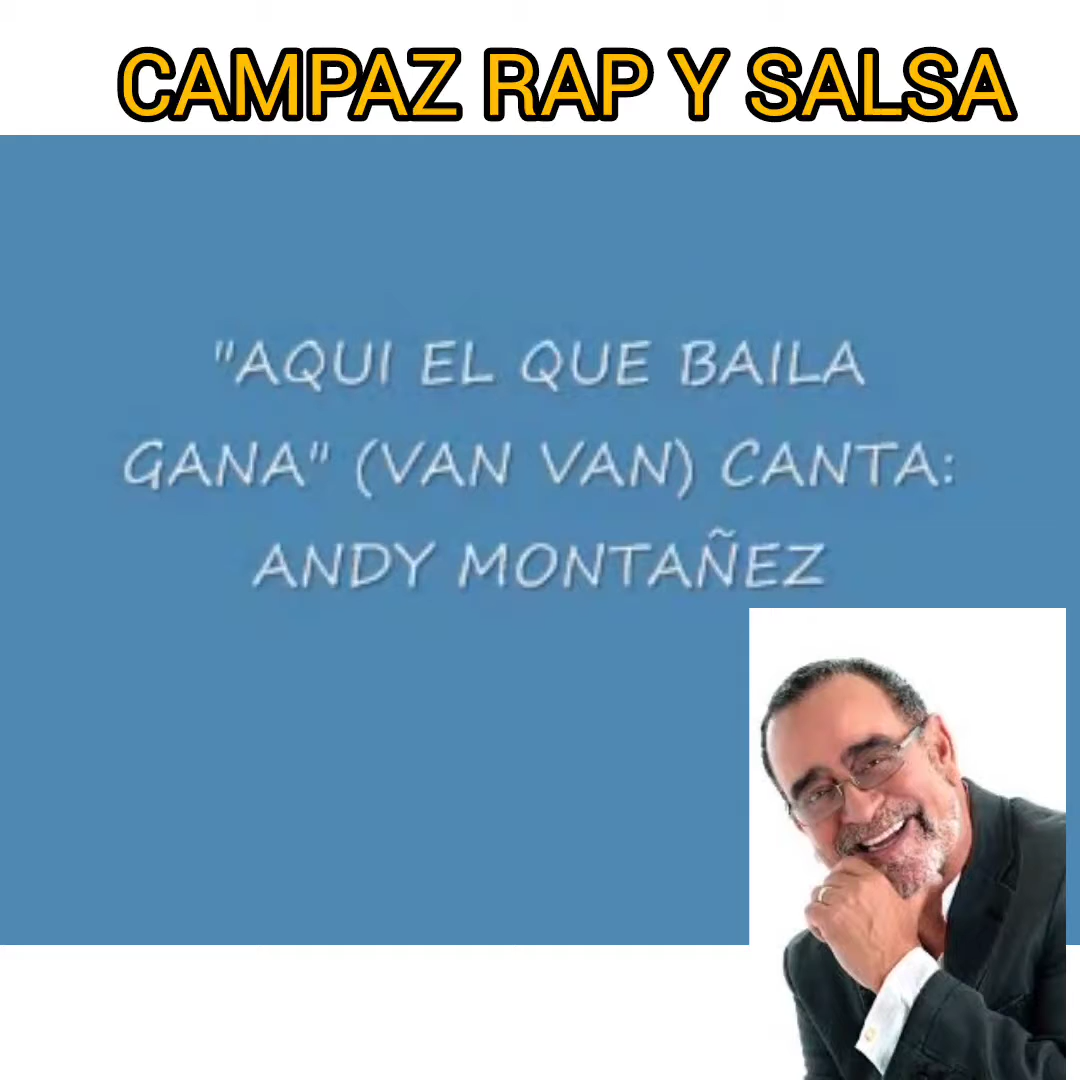 CAMPAZ RAP Y SALSA
"AQUI EL QUE BAILA
GANA" (VAN VAN) CANTA:
ANDY MONTAÑEZ